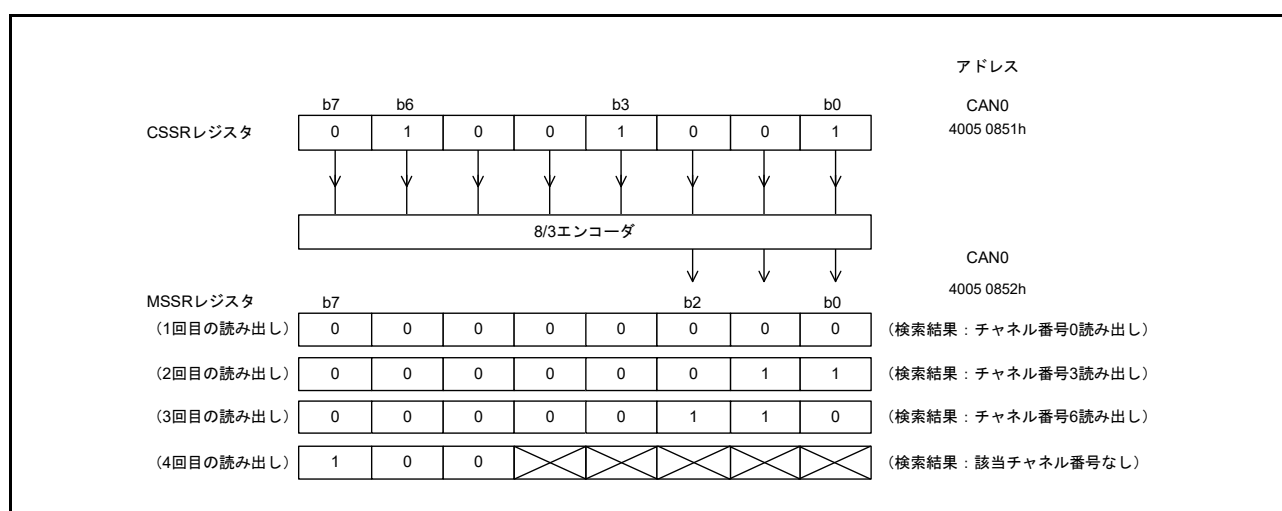 アドレス
b7 b6 b3 b0 CAN0
CSSRレジスタ 0 1 0 0 1 0 0 1 4005 0851h
8/3エンコーダ
CAN0
4005 0852h
MSSRレジスタ b7 b2 b0
（1回目の読み出し） 0 0 0 0 0 0 0 0 （検索結果：チャネル番号0読み出し）
（2回目の読み出し） 0 0 0 0 0 0 1 1 （検索結果：チャネル番号3読み出し）
（3回目の読み出し） 0 0 0 0 0 1 1 0 （検索結果：チャネル番号6読み出し）
（4回目の読み出し） 1 0 0 （検索結果：該当チャネル番号なし）